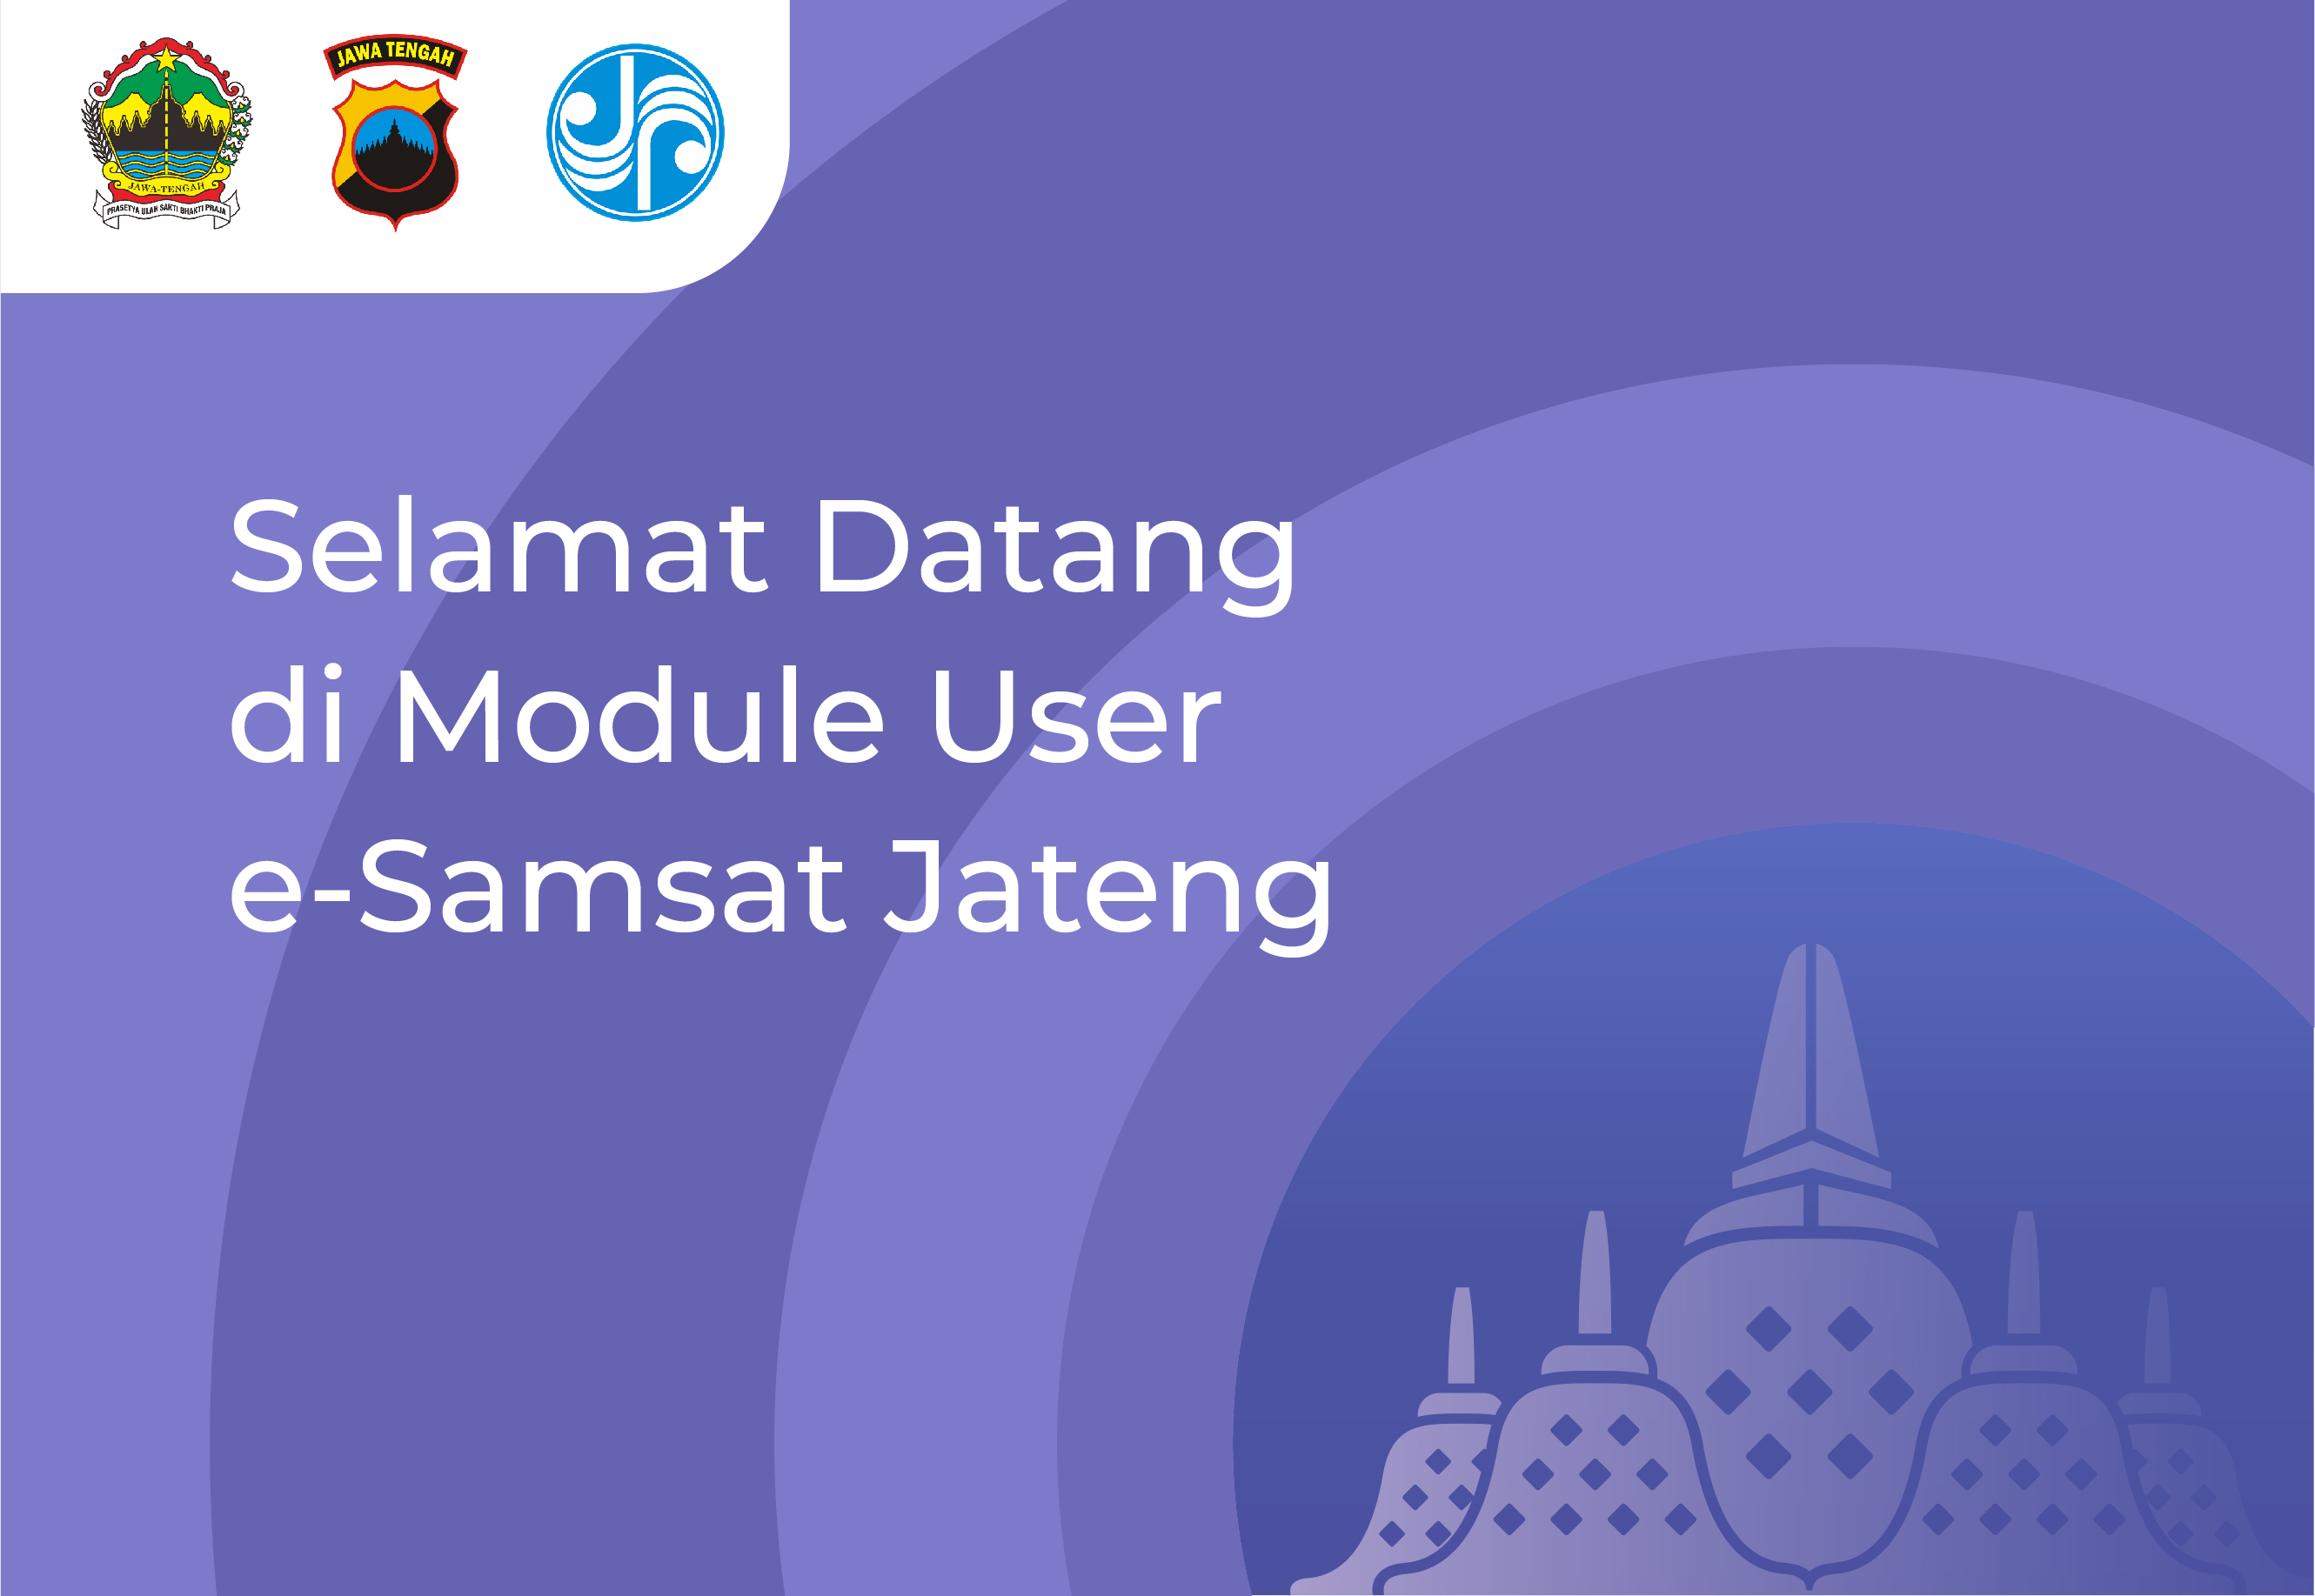 JAWA TENGAH
JAWA-TENGAH
PRASETYA ULAH SAKTI BHAKTI PRAJA
Selamat Datang
di Module User
e-Samsat Jateng